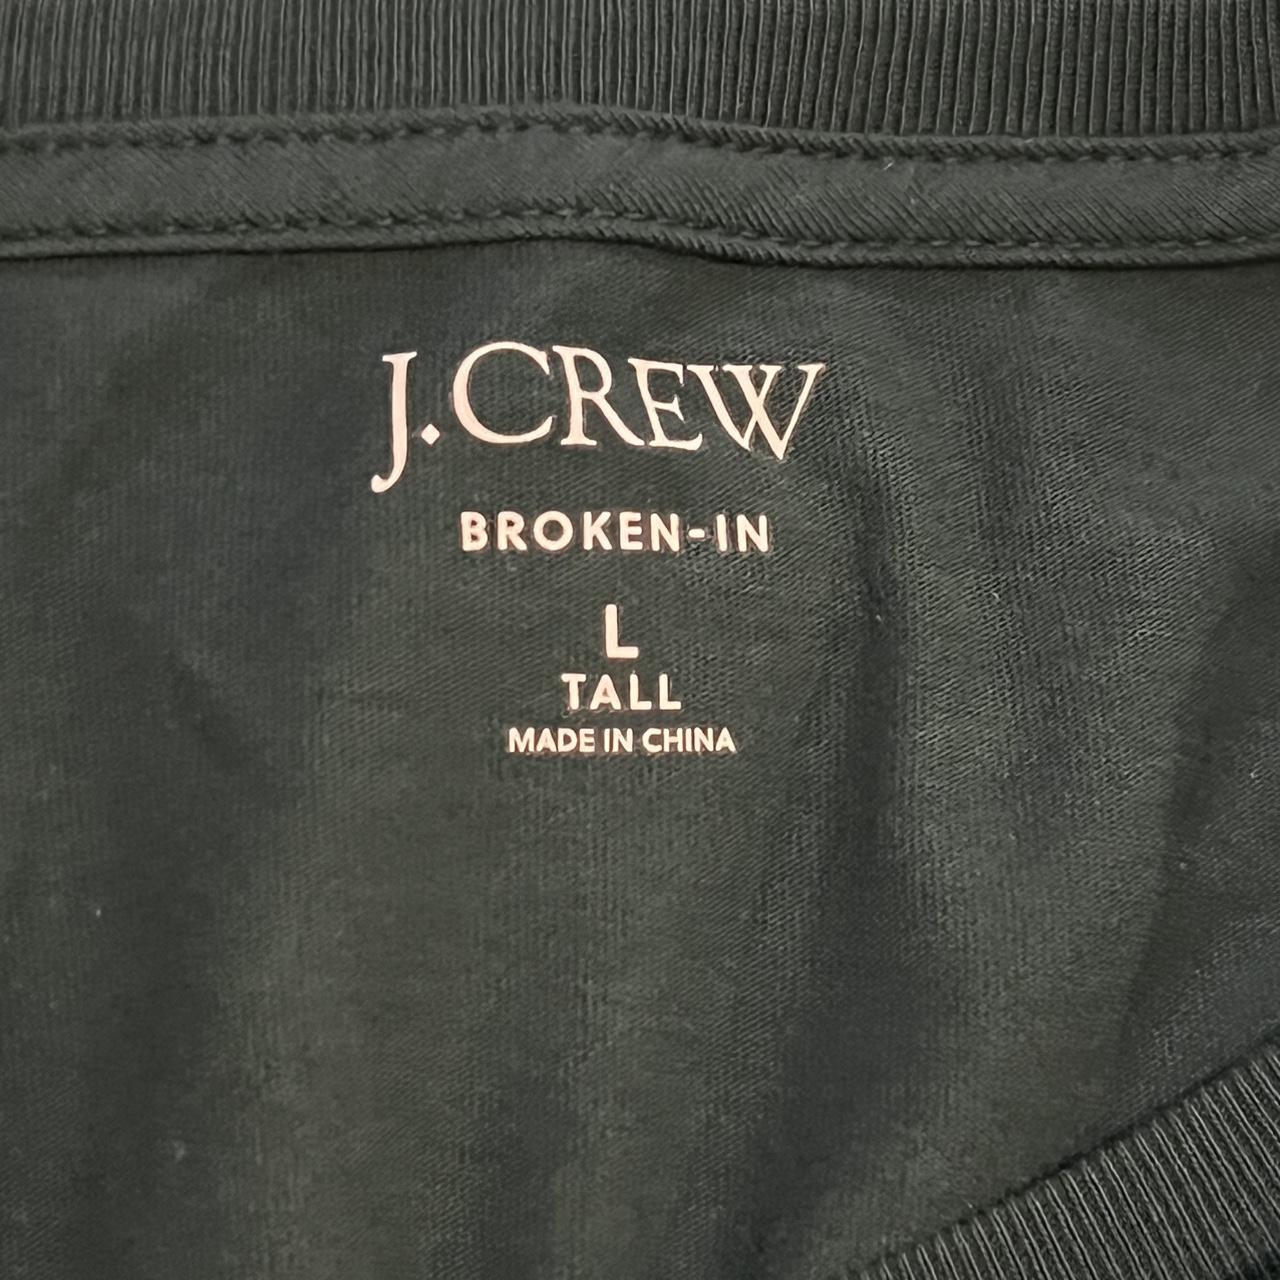 J.CREW
BROKEN-IN
L
TALL
MADE IN CHINA